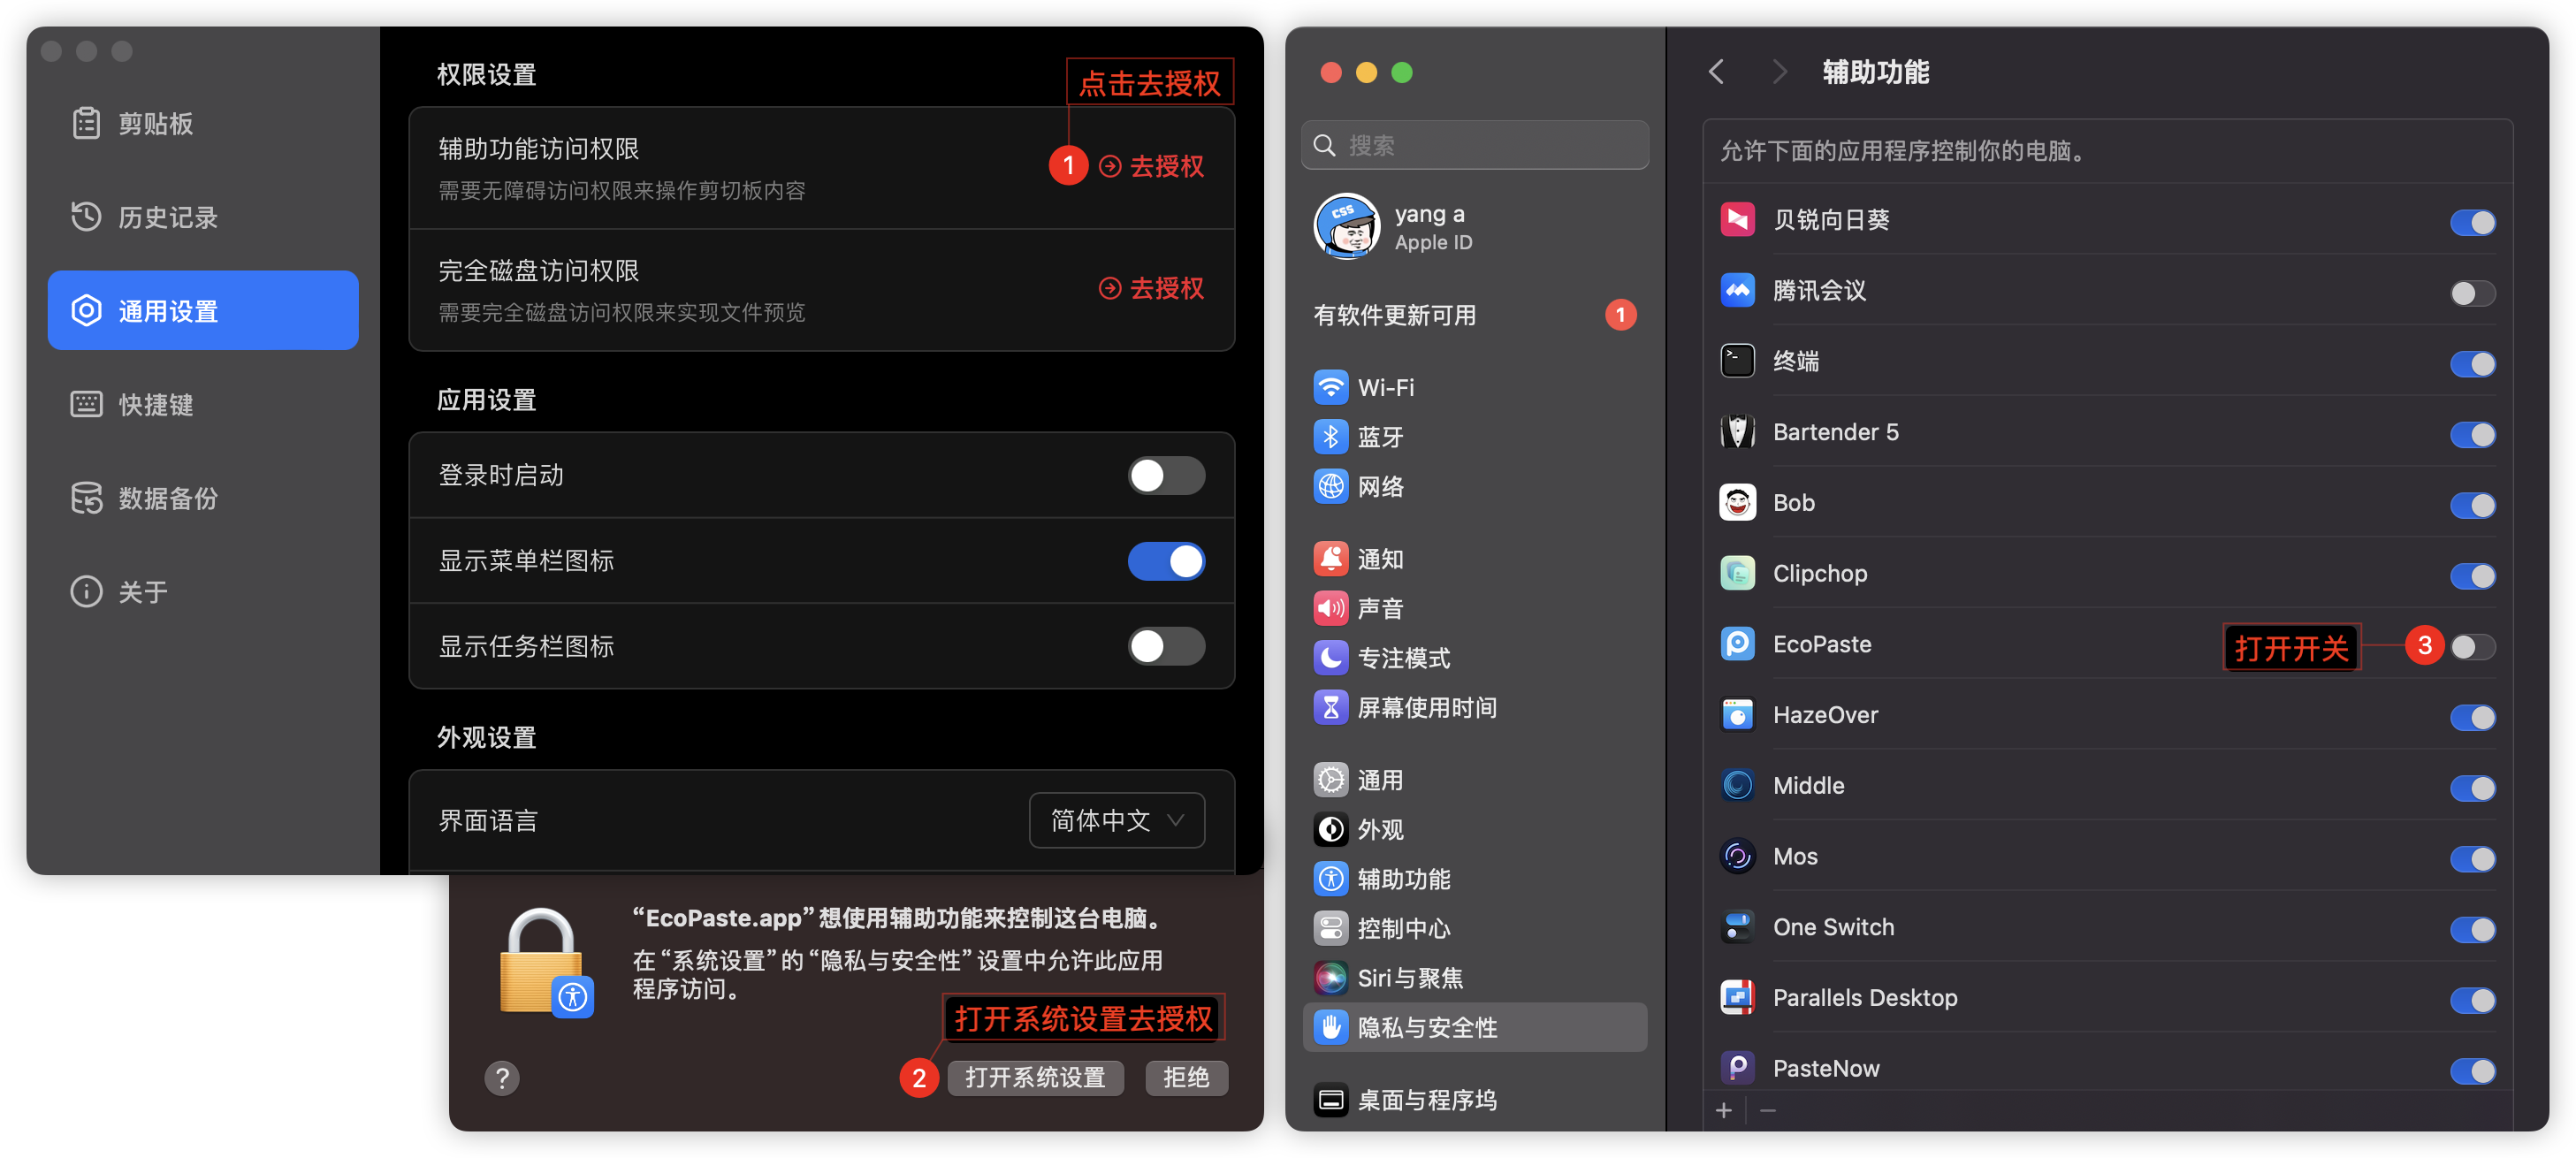 剪贴板
历史记录
通用设置
快捷键
数据备份
关于
权限设置
点击去授权
辅助功能访问权限
需要无障碍访问权限来操作剪切板内容
1
去授权
完全磁盘访问权限
需要完全磁盘访问权限来实现文件预览
去授权
应用设置
登录时启动
显示菜单栏图标
显示任务栏图标
外观设置
界面语言
简体中文
“EcoPaste.app”想使用辅助功能来控制这台电脑。
在“系统设置”的“隐私与安全性”设置中允许此应用
程序访问。
打开系统设置去授权
?
2
打开系统设置
拒绝
搜索
CSS
yang a
Apple ID
有软件更新可用
1
Wi-Fi
蓝牙
网络
通知
声音
专注模式
屏幕使用时间
通用
外观
辅助功能
控制中心
Siri与聚焦
隐私与安全性
桌面与程序坞
辅助功能
允许下面的应用程序控制你的电脑。
贝锐向日葵
腾讯会议
终端
Bartender 5
Bob
Clipchop
EcoPaste
打开开关
3
HazeOver
Middle
Mos
One Switch
Parallels Desktop
PasteNow